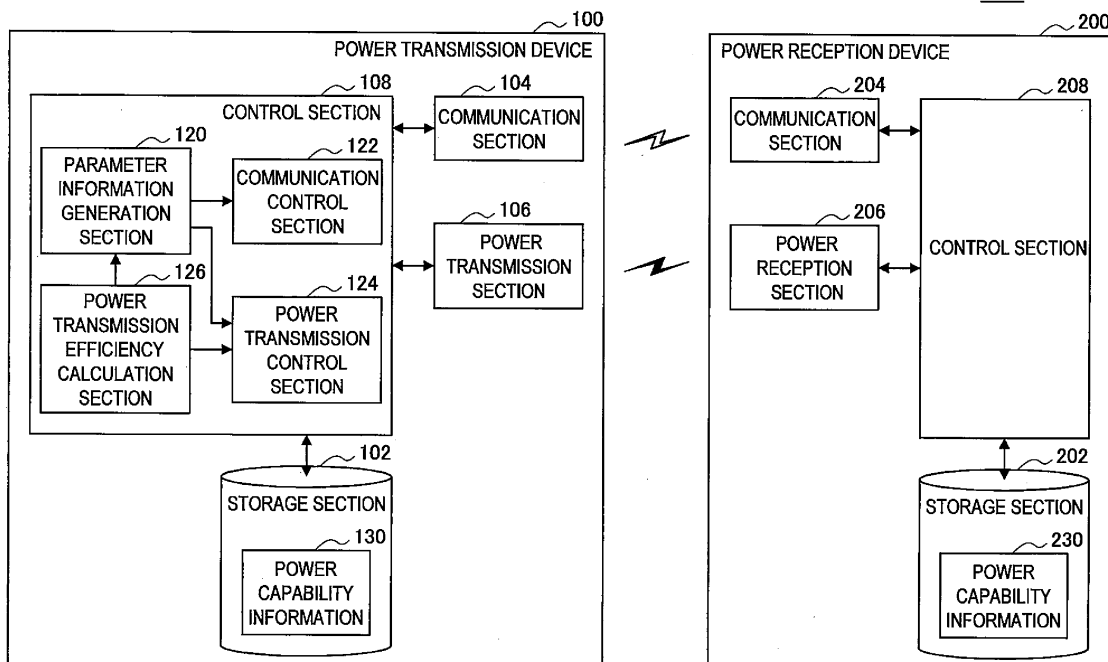 100
POWER TRANSMISSION DEVICE
108
CONTROL SECTION
104
COMMUNICATION
SECTION
120
PARAMETER
INFORMATION
GENERATION
SECTION
122
COMMUNICATION
CONTROL
SECTION
106
POWER
TRANSMISSION
SECTION
126
POWER
TRANSMISSION
EFFICIENCY
CALCULATION
SECTION
124
POWER
TRANSMISSION
CONTROL
SECTION
102
STORAGE SECTION
130
POWER
CAPABILITY
INFORMATION
200
POWER RECEPTION DEVICE
204
COMMUNICATION
SECTION
208
CONTROL SECTION
206
POWER
RECEPTION
SECTION
202
STORAGE SECTION
230
POWER
CAPABILITY
INFORMATION